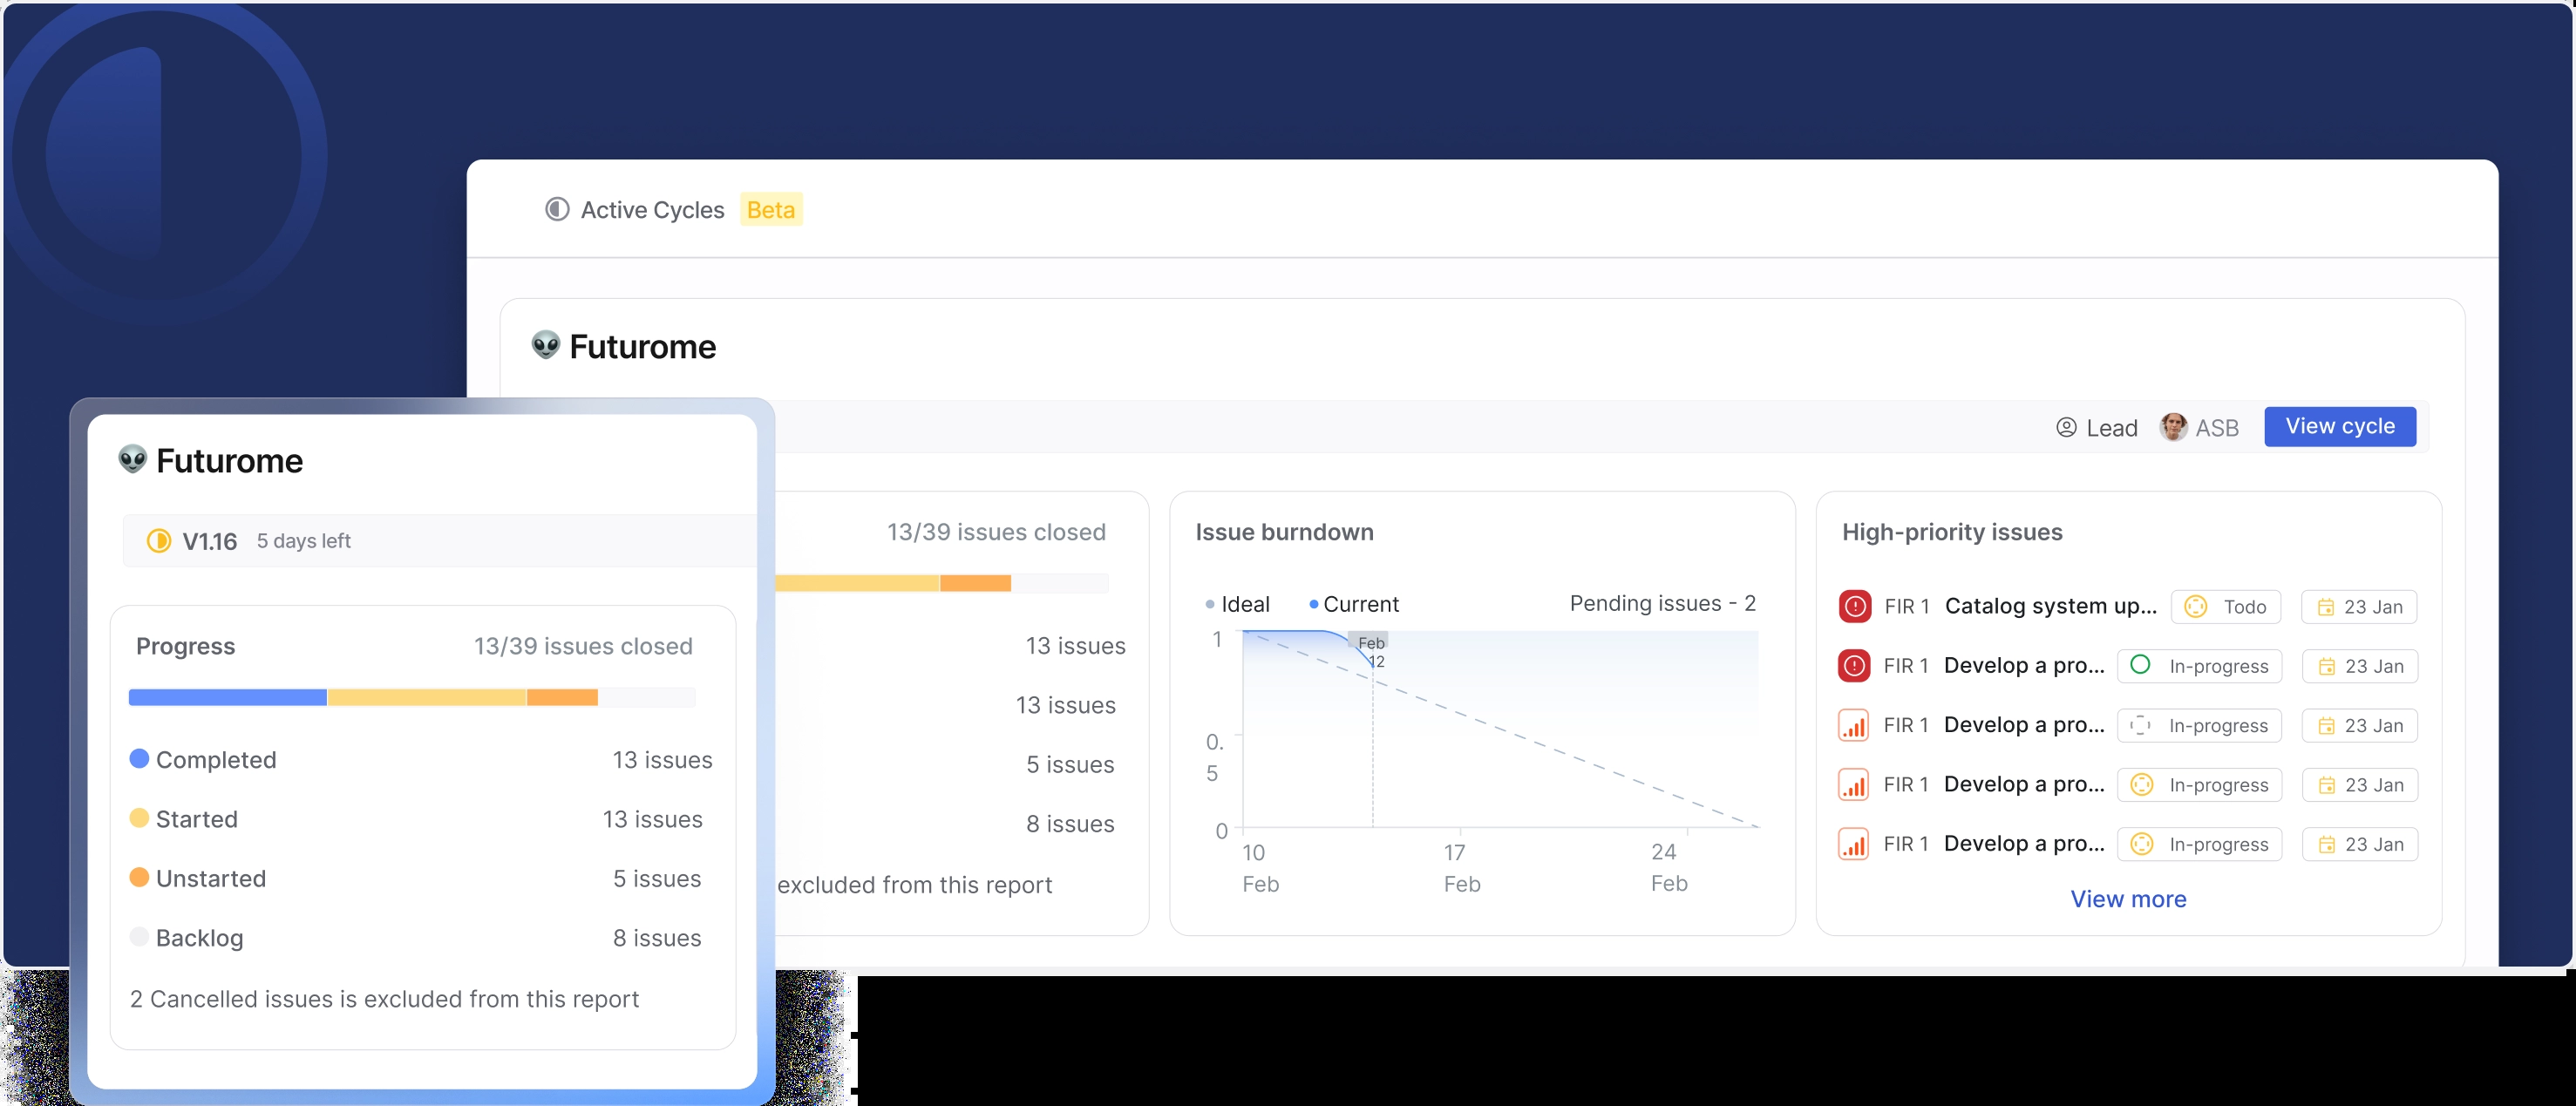 Active Cycles Beta
Futurome
Lead ASB View cycle
Futurome
V1.16 5 days left
Progress 13/39 issues closed
Completed 13 issues
Started 13 issues
Unstarted 5 issues
Backlog 8 issues
2 Cancelled issues is excluded from this report
13/39 issues closed
13 issues
13 issues
5 issues
8 issues
excluded from this report
Issue burndown
Ideal Current Pending issues - 2
1
Feb
12
0.
5
0
10 17 24
Feb Feb Feb
High-priority issues
FIR 1 Catalog system up... Todo 23 Jan
FIR 1 Develop a pro... In-progress 23 Jan
FIR 1 Develop a pro... In-progress 23 Jan
FIR 1 Develop a pro... In-progress 23 Jan
FIR 1 Develop a pro... In-progress 23 Jan
View more